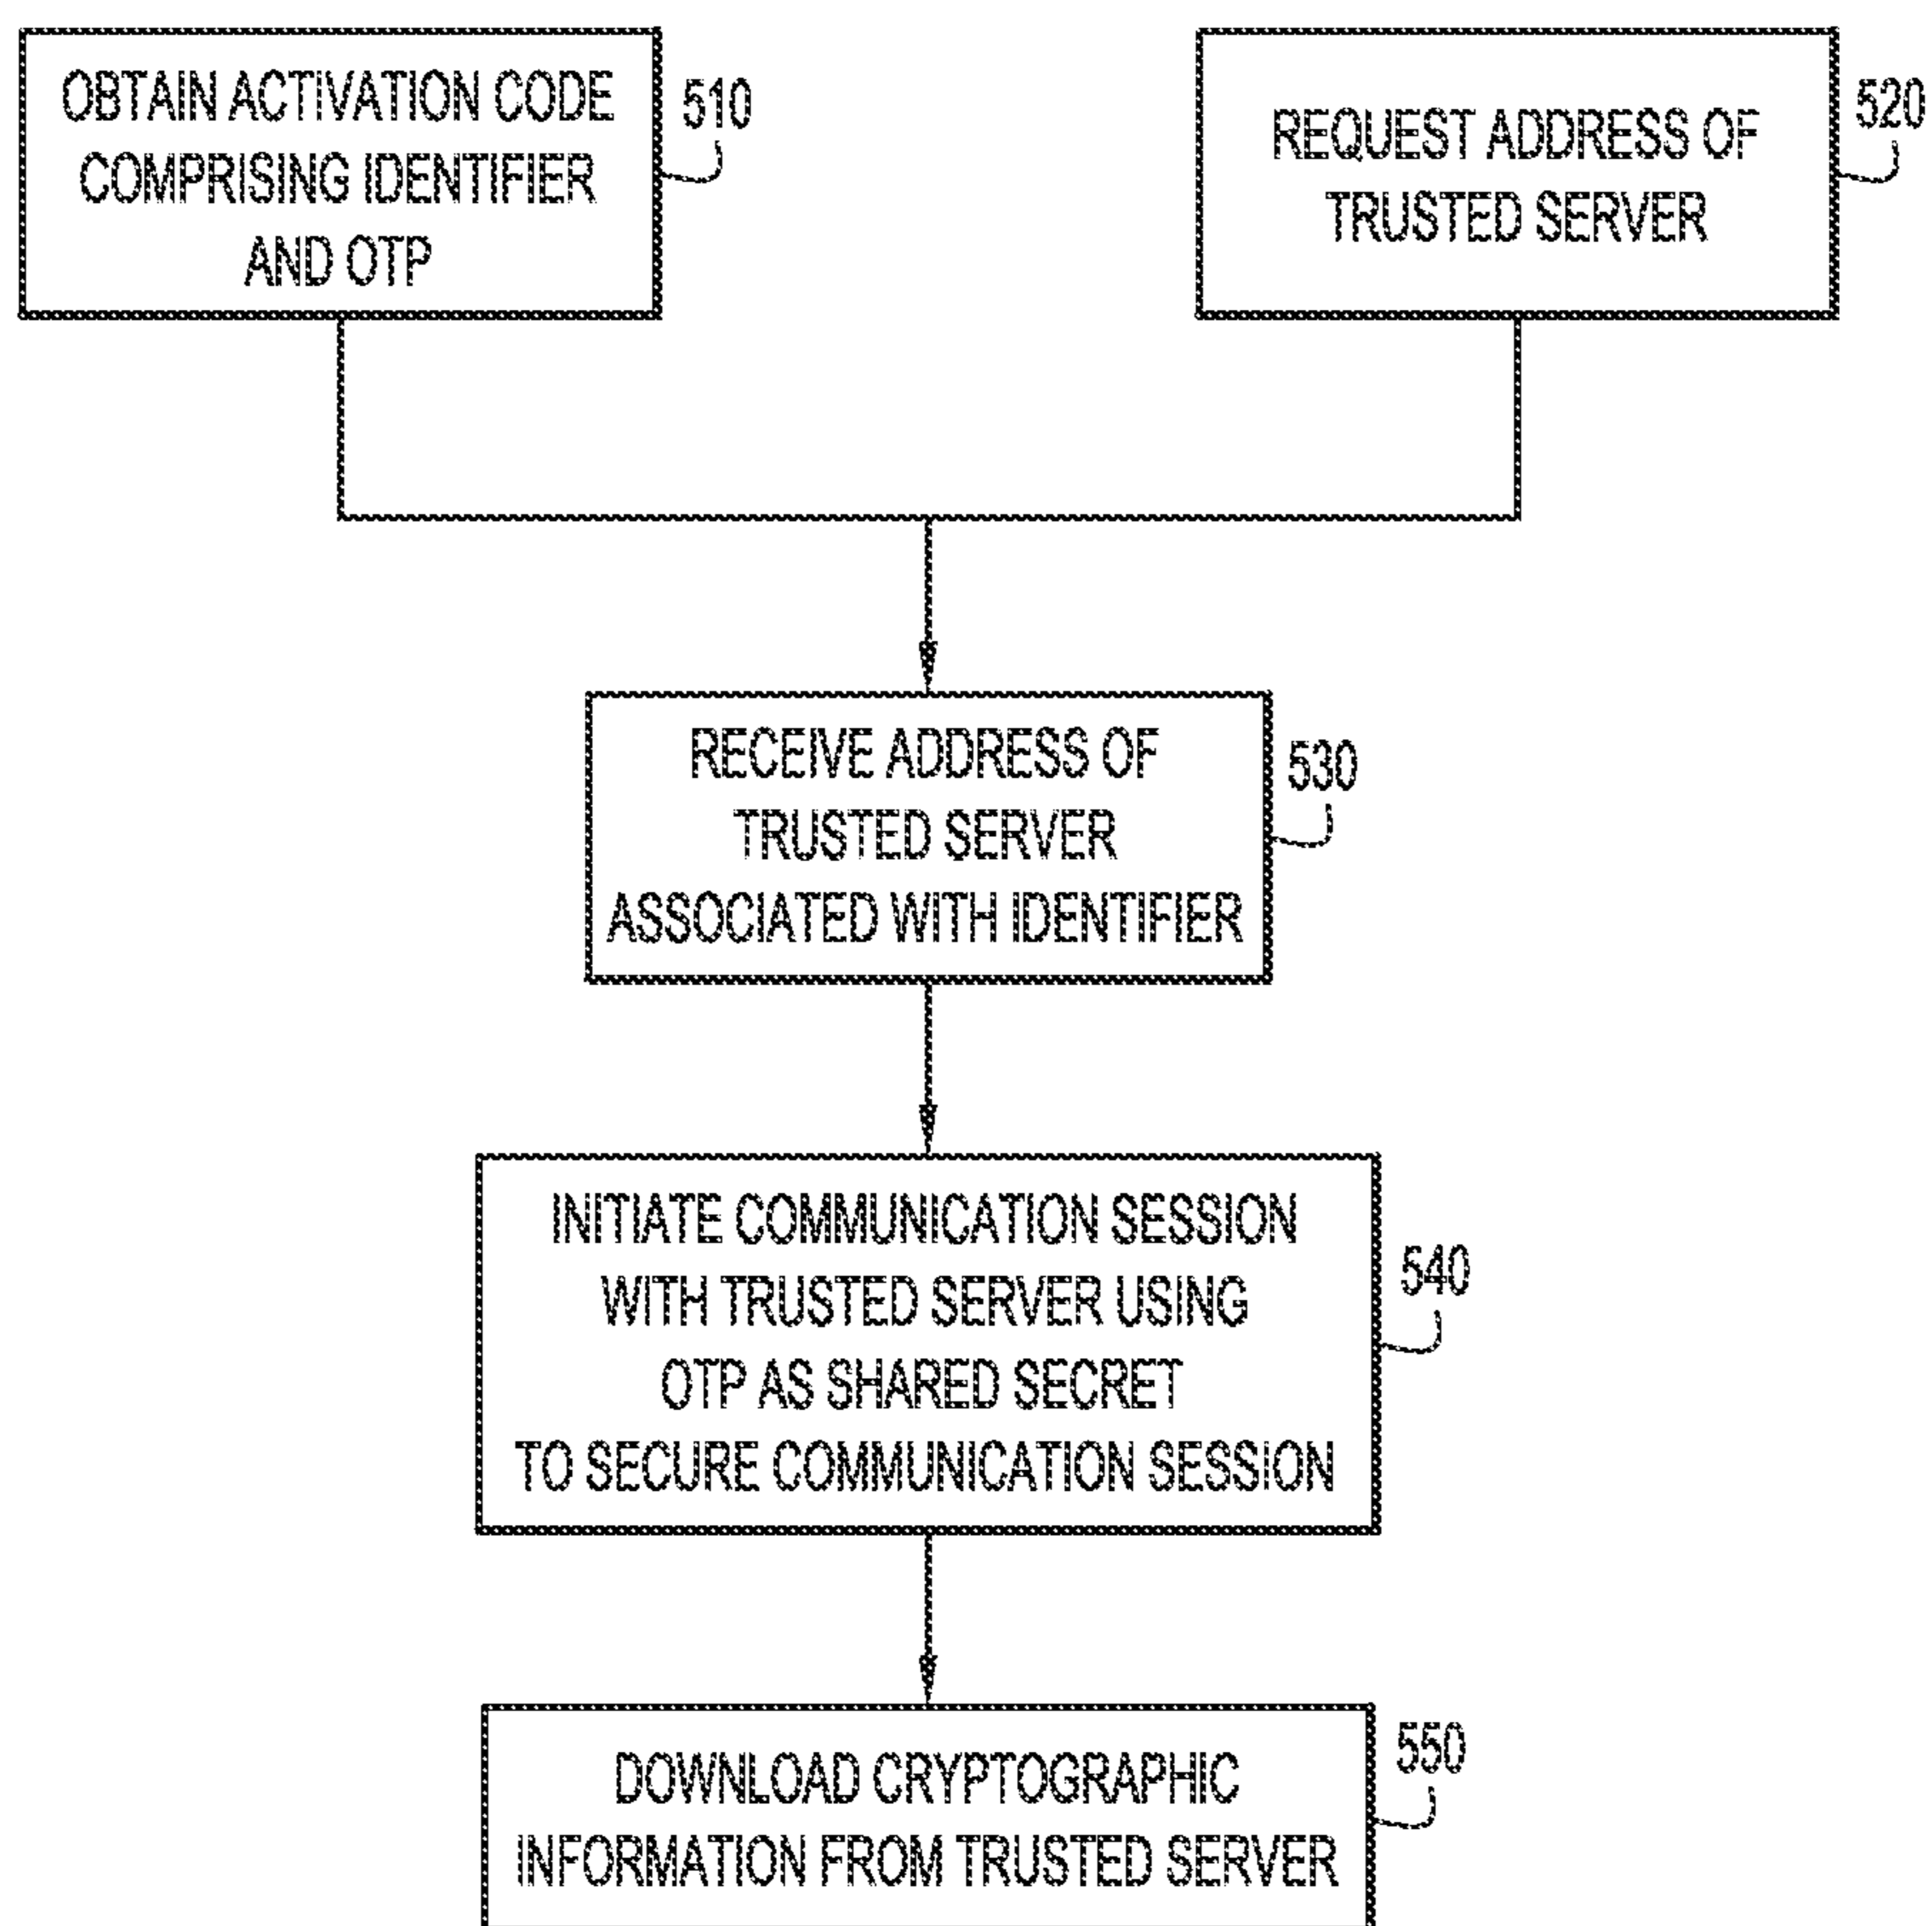 OBTAIN ACTIVATION CODE
COMPRISING IDENTIFIER
AND OTP
510
REQUEST ADDRESS OF
TRUSTED SERVER
520
RECEIVE ADDRESS OF
TRUSTED SERVER
ASSOCIATED WITH IDENTIFIER
530
INITIATE COMMUNICATION SESSION
WITH TRUSTED SERVER USING
OTP AS SHARED SECRET
TO SECURE COMMUNICATION SESSION
540
DOWNLOAD CRYPTOGRAPHIC
INFORMATION FROM TRUSTED SERVER
550